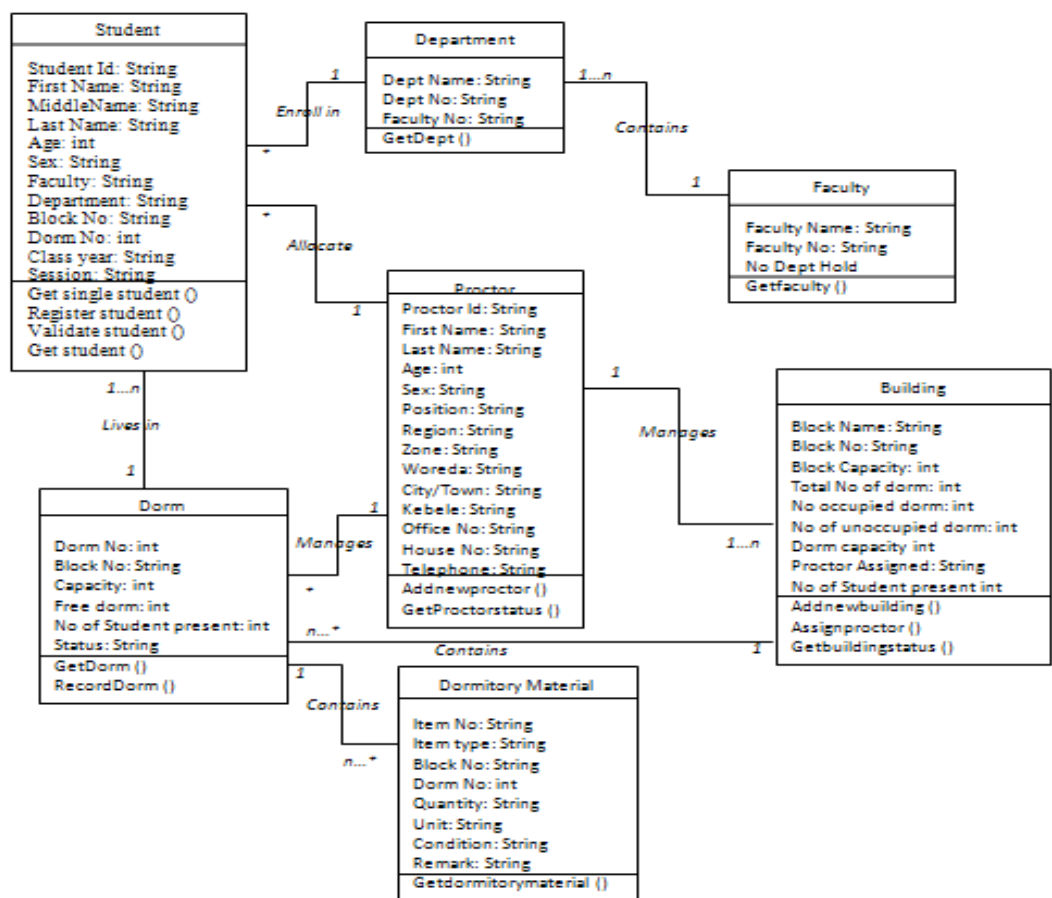 Student
Student Id: String
First Name: String
MiddleName: String
Last Name: String
Age: int
Sex: String
Faculty: String
Department: String
Block No: String
Dorm No: int
Class year: String
Session: String
Get single student ()
Register student ()
Validate student ()
Get student ()
Department
Dept Name: String
Dept No: String
Faculty No: String
GetDept ()
1
Enroll in
*
1...n
Contains
1
Faculty
Faculty Name: String
Faculty No: String
No Dept Hold
Getfaculty ()
*
Allacate
1
Proctor
Proctor Id: String
First Name: String
Last Name: String
Age: int
Sex: String
Position: String
Region: String
Zone: String
Woreda: String
City/Town: String
Kebele: String
Office No: String
House No: String
Telephone: String
Addnewproctor ()
GetProctorstatus ()
1
Manages
1...n
Building
Block Name: String
Block No: String
Block Capacity: int
Total No of dorm: int
No occupied dorm: int
No of unoccupied dorm: int
Dorm capacity int
Proctor Assigned: String
No of Student present int
Addnewbuilding ()
Assignproctor ()
Getbuildingstatus ()
1...n
Lives in
1
Dorm
Dorm No: int
Block No: String
Capacity: int
Free dorm: int
No of Student present: int
Status: String
GetDorm ()
RecordDorm ()
1
Manages
*
n...*
Contains
1
1
Contains
n...*
Dormitory Material
Item No: String
Item type: String
Block No: String
Dorm No: int
Quantity: String
Unit: String
Condition: String
Remark: String
Getdormitorymaterial ()